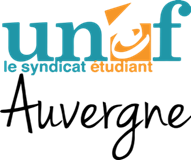 unef
le syndicat étudiant
Auvergne